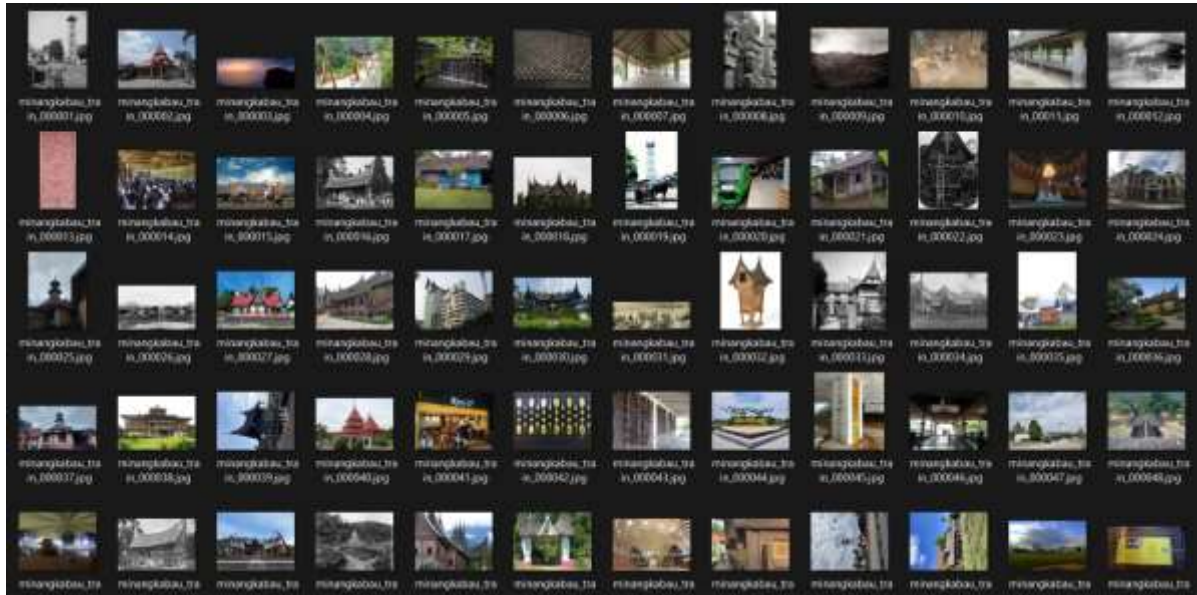 minangkabau_tra
in_000001.jpg
minangkabau_tra
in_000002.jpg
minangkabau_tra
in_000003.jpg
minangkabau_tra
in_000004.jpg
minangkabau_tra
in_000005.jpg
minangkabau_tra
in_000006.jpg
minangkabau_tra
in_000007.jpg
minangkabau_tra
in_000008.jpg
minangkabau_tra
in_000009.jpg
minangkabau_tra
in_000010.jpg
minangkabau_tra
in_000011.jpg
minangkabau_tra
in_000012.jpg
minangkabau_tra
in_000013.jpg
minangkabau_tra
in_000014.jpg
minangkabau_tra
in_000015.jpg
minangkabau_tra
in_000016.jpg
minangkabau_tra
in_000017.jpg
minangkabau_tra
in_000018.jpg
minangkabau_tra
in_000019.jpg
minangkabau_tra
in_000020.jpg
minangkabau_tra
in_000021.jpg
minangkabau_tra
in_000022.jpg
minangkabau_tra
in_000023.jpg
minangkabau_tra
in_000024.jpg
minangkabau_tra
in_000025.jpg
minangkabau_tra
in_000026.jpg
minangkabau_tra
in_000027.jpg
minangkabau_tra
in_000028.jpg
minangkabau_tra
in_000029.jpg
minangkabau_tra
in_000030.jpg
minangkabau_tra
in_000031.jpg
minangkabau_tra
in_000032.jpg
minangkabau_tra
in_000033.jpg
minangkabau_tra
in_000034.jpg
minangkabau_tra
in_000035.jpg
minangkabau_tra
in_000036.jpg
minangkabau_tra
in_000037.jpg
minangkabau_tra
in_000038.jpg
minangkabau_tra
in_000039.jpg
minangkabau_tra
in_000040.jpg
minangkabau_tra
in_000041.jpg
minangkabau_tra
in_000042.jpg
minangkabau_tra
in_000043.jpg
minangkabau_tra
in_000044.jpg
minangkabau_tra
in_000045.jpg
minangkabau_tra
in_000046.jpg
minangkabau_tra
in_000047.jpg
minangkabau_tra
in_000048.jpg
minangkabau_tra
minangkabau_tra
minangkabau_tra
minangkabau_tra
minangkabau_tra
minangkabau_tra
minangkabau_tra
minangkabau_tra
minangkabau_tra
minangkabau_tra
minangkabau_tra
minangkabau_tra